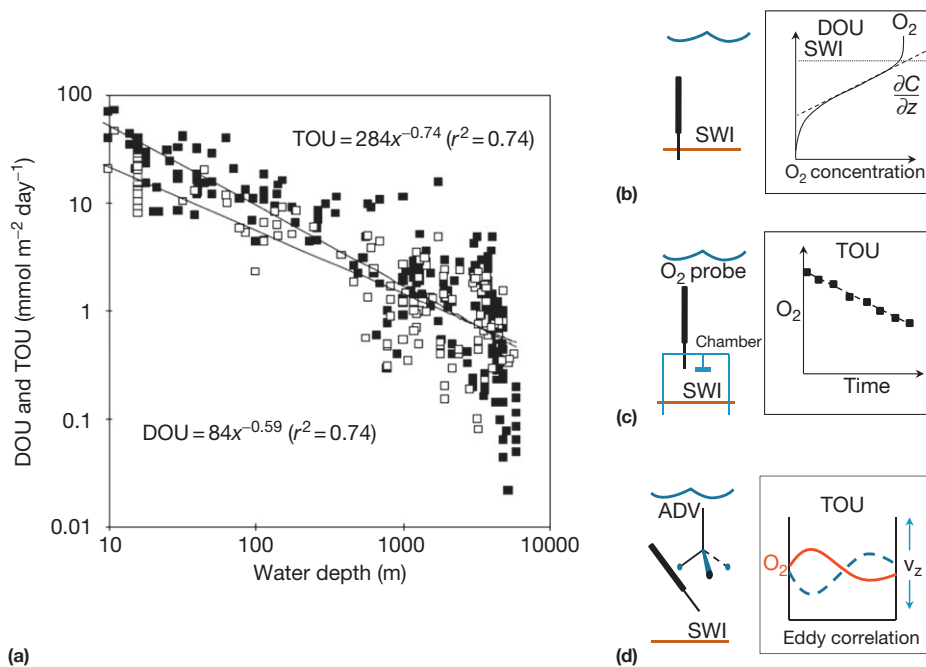 100
10
1
0.1
0.01
DOU and TOU (mmol m⁻² day⁻¹)
TOU = 284x⁻⁰·⁷⁴ (r² = 0.74)
DOU = 84x⁻⁰·⁵⁹ (r² = 0.74)
10 100 1000 10000
Water depth (m)
(a)
SWI
DOU O₂
SWI
∂C
∂z
O₂ concentration
(b)
O₂ probe
Chamber
SWI
TOU
O₂
Time
(c)
ADV
SWI
TOU
O₂
v_z
Eddy correlation
(d)